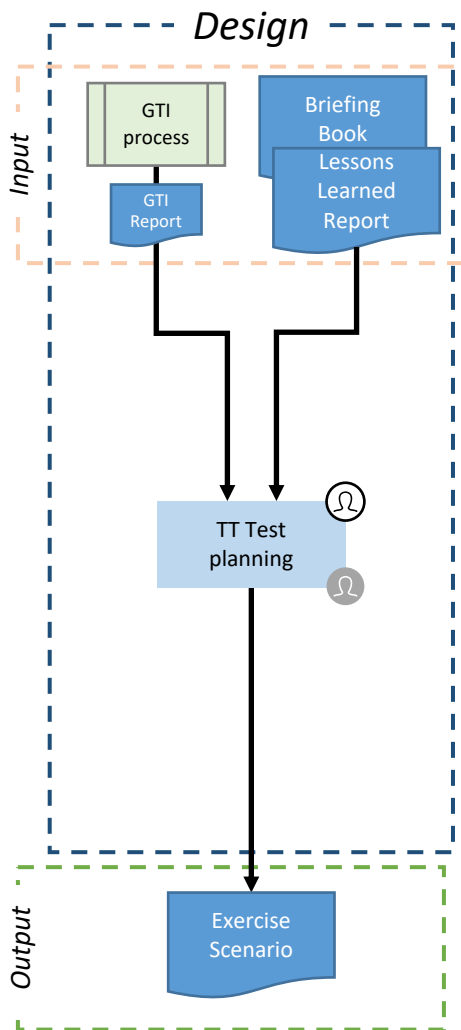 Design
Input
GTI
process
GTI
Report
Briefing
Book
Lessons
Learned
Report
TT Test
planning
Output
Exercise
Scenario